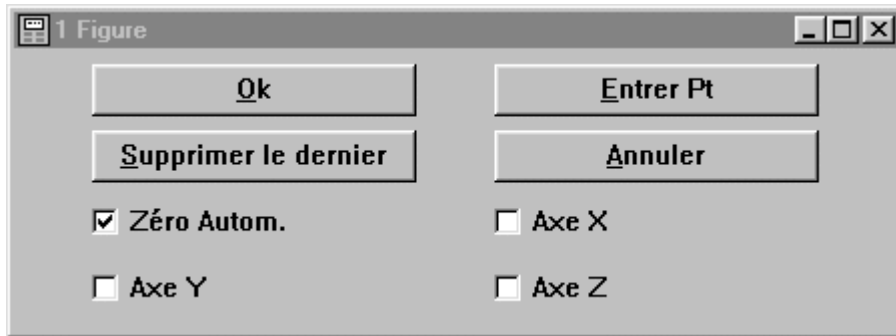 1 Figure
Ok
Entrer Pt
Supprimer le dernier
Annuler
Zéro Autom.
Axe X
Axe Y
Axe Z